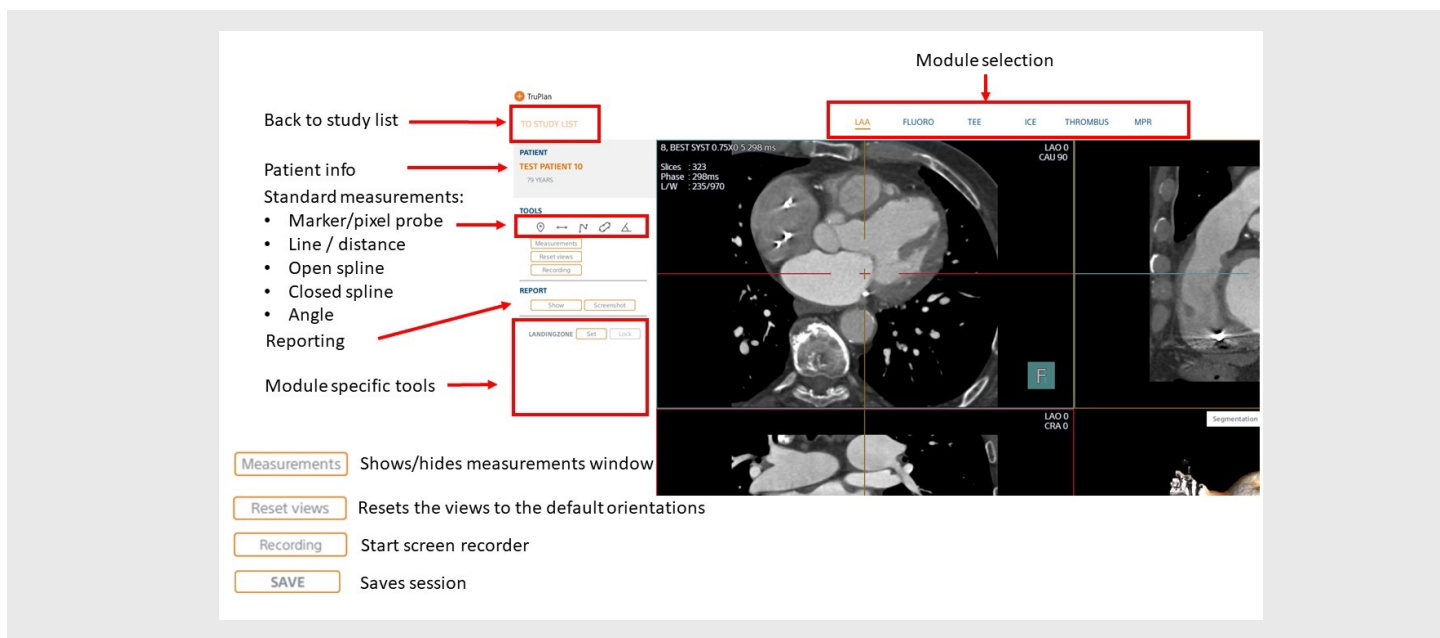 Module selection
TruPlan
Back to study list
TO STUDY LIST
LAA FLUORO TEE ICE THROMBUS MPR
PATIENT
TEST PATIENT 10
79 YEARS
Patient info
Standard measurements:
• Marker/pixel probe
• Line / distance
• Open spline
• Closed spline
• Angle
Reporting
Module specific tools
TOOLS
Measurements
Reset views
Recording
REPORT
Show Screenshot
LANDINGZONE Set Lock
8, BEST SYST 0.75X0.5 298 ms
Slices : 323
Phase : 298ms
L/W : 235/970
LAO 0
CAU 90
F
LAO 0
CRA 0
Segmentation
Measurements Shows/hides measurements window
Reset views Resets the views to the default orientations
Recording Start screen recorder
SAVE Saves session